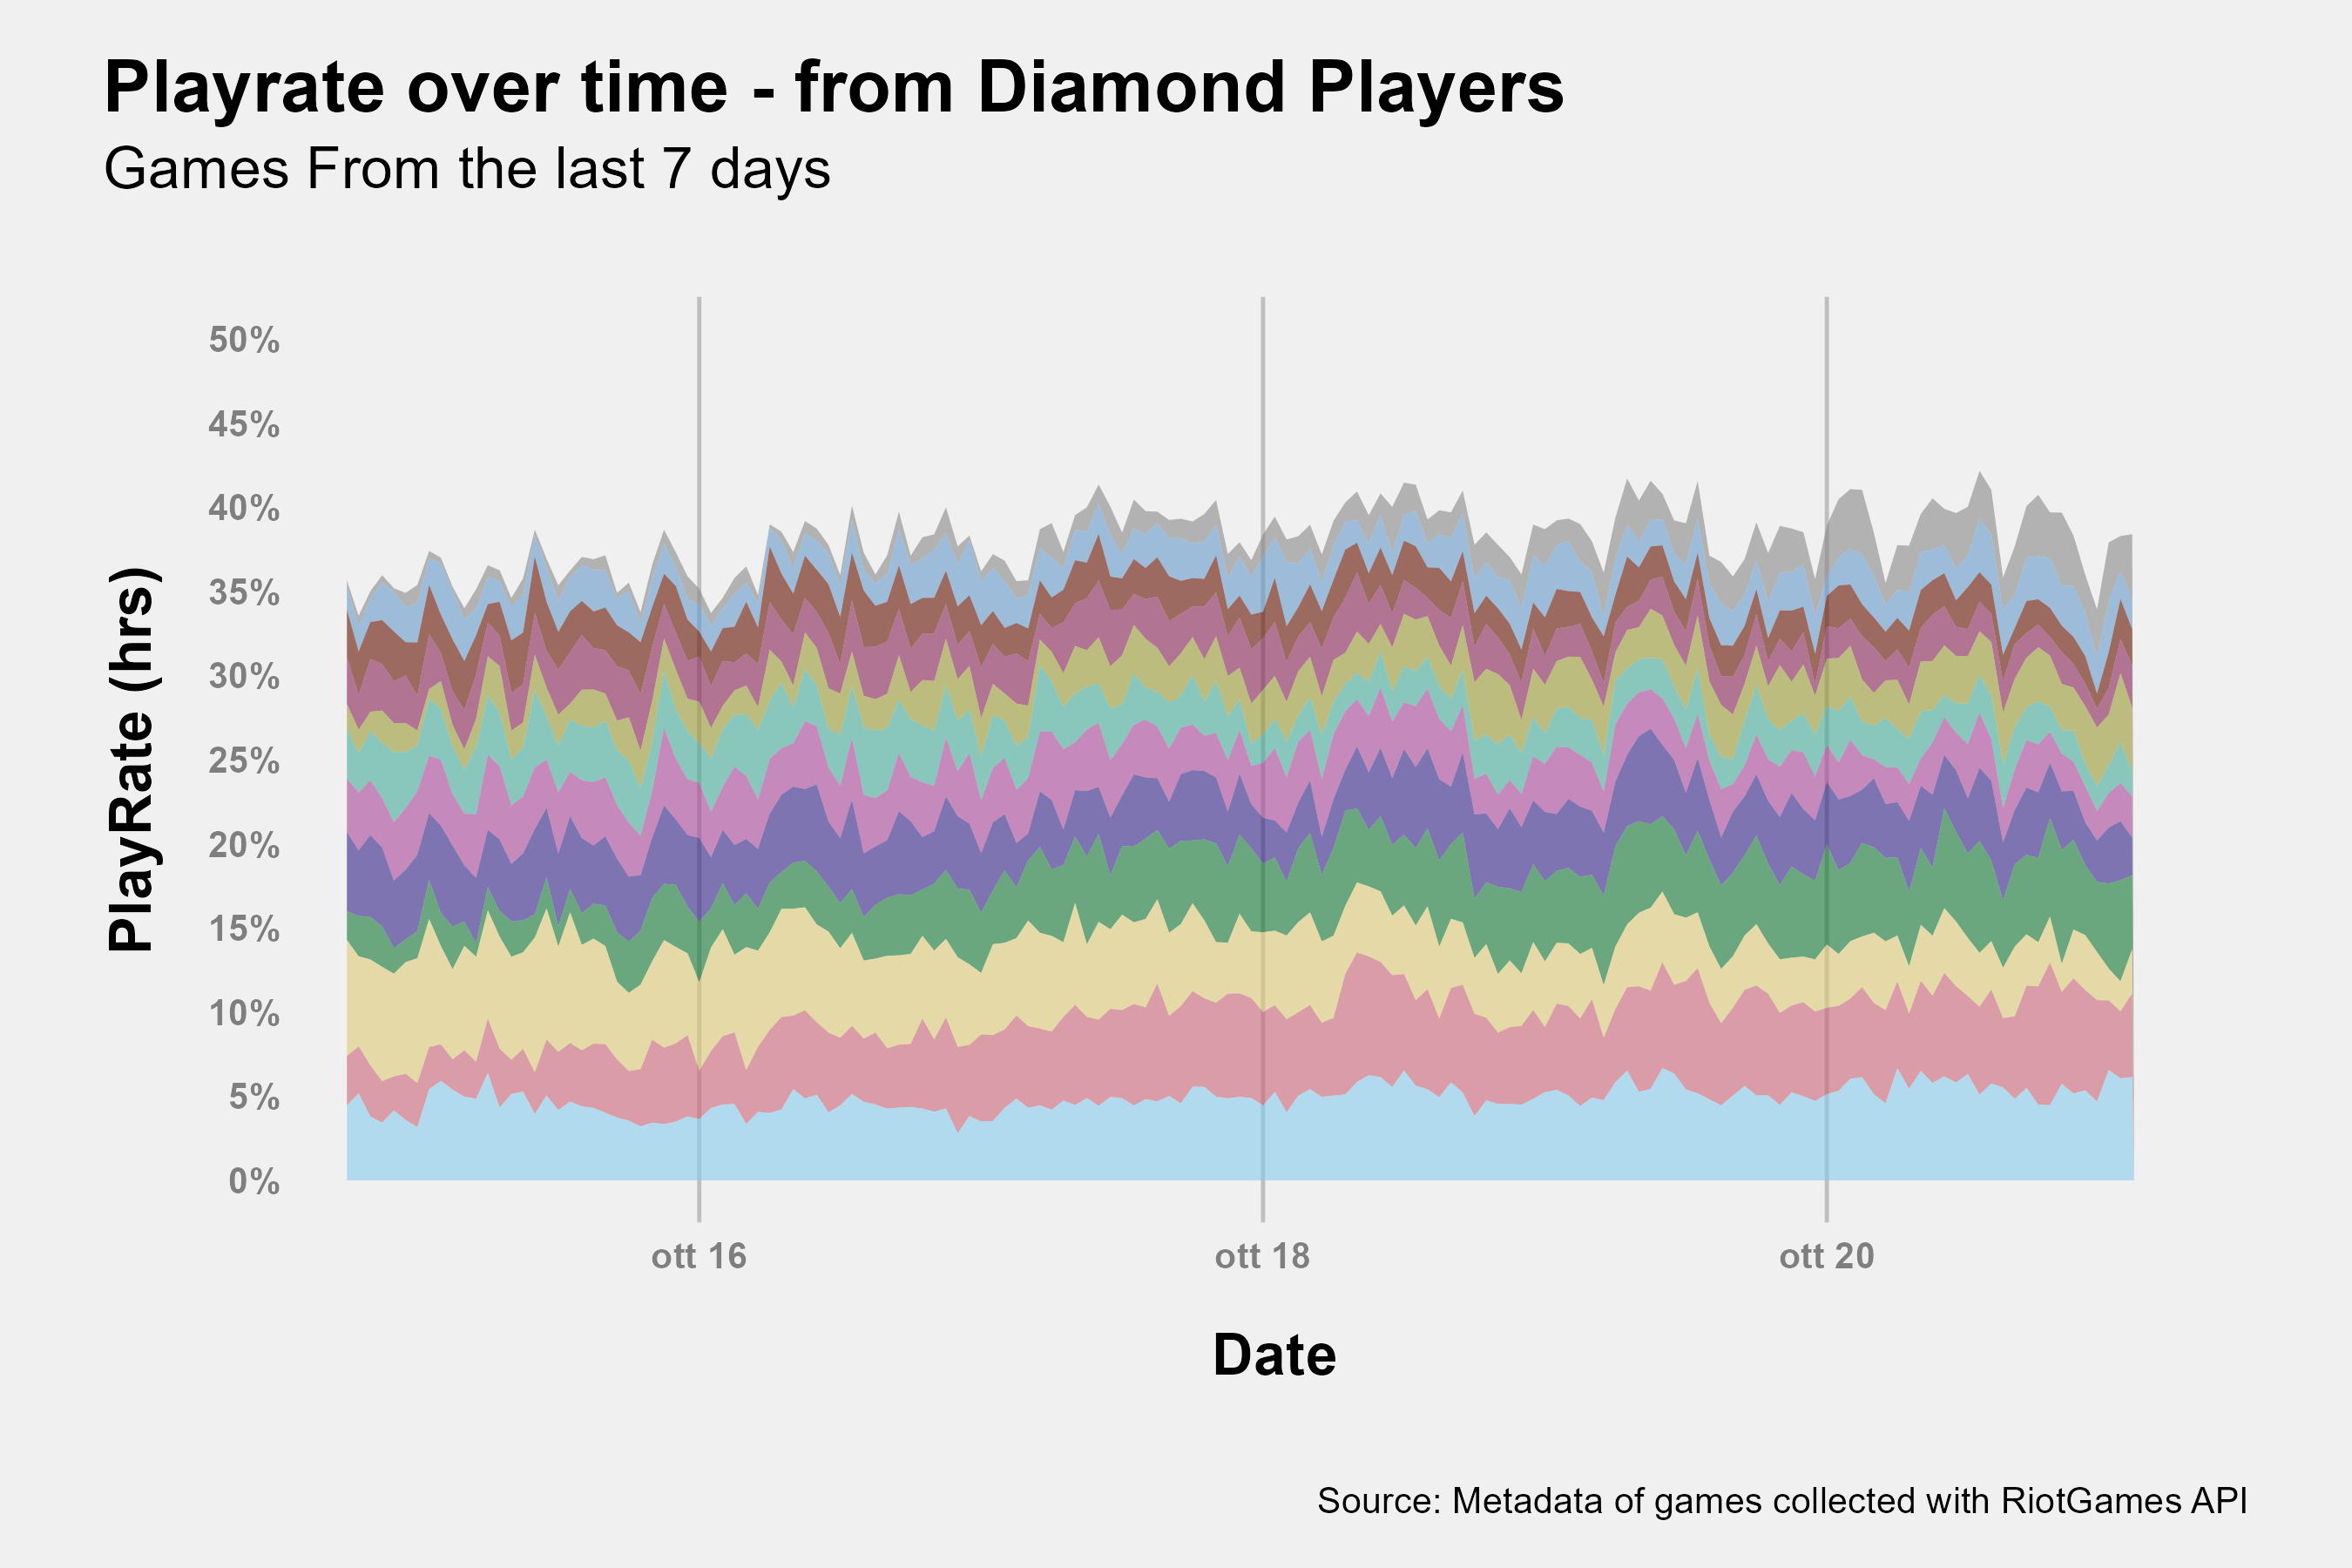 Playrate over time - from Diamond Players
Games From the last 7 days
PlayRate (hrs)
50%
45%
40%
35%
30%
25%
20%
15%
10%
5%
0%
ott 16
ott 18
ott 20
Date
Source: Metadata of games collected with RiotGames API